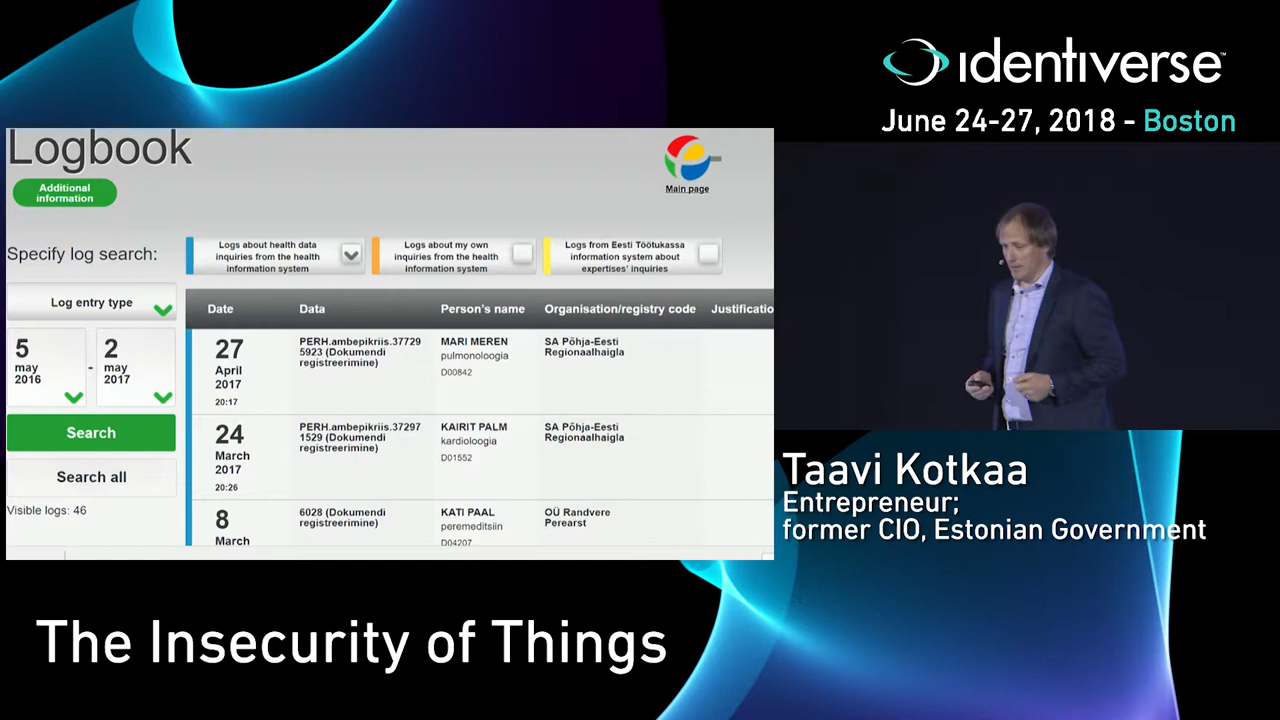 identiverse™
June 24-27, 2018 - Boston
Logbook
Additional
information
Main page
Specify log search:
Logs about health data
inquiries from the health
information system
Logs about my own
inquiries from the health
information system
Logs from Eesti Töötukassa
information system about
expertises' inquiries
Log entry type
5
may
2016
-
2
may
2017
Search
Search all
Visible logs: 46
Date Data Person's name Organisation/registry code Justificatio
27
April
2017
20:17
PERH.ambepikriis.37729
5923 (Dokumendi
registreerimine)
MARI MEREN
pulmonoloogia
D00842
SA Põhja-Eesti
Regionaalhaigla
24
March
2017
20:26
PERH.ambepikriis.37297
1529 (Dokumendi
registreerimine)
KAIRIT PALM
kardioloogia
D01552
SA Põhja-Eesti
Regionaalhaigla
8
March
6028 (Dokumendi
registreerimine)
KATI PAAL
peremeditsiin
D04207
OÜ Randvere
Perearst
Taavi Kotkaa
Entrepreneur;
former CIO, Estonian Government
The Insecurity of Things